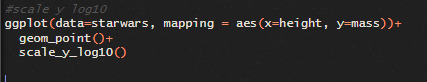 #scale y log10
ggplot(data=starwars, mapping = aes(x=height, y=mass))+
  geom_point()+
  scale_y_log10()